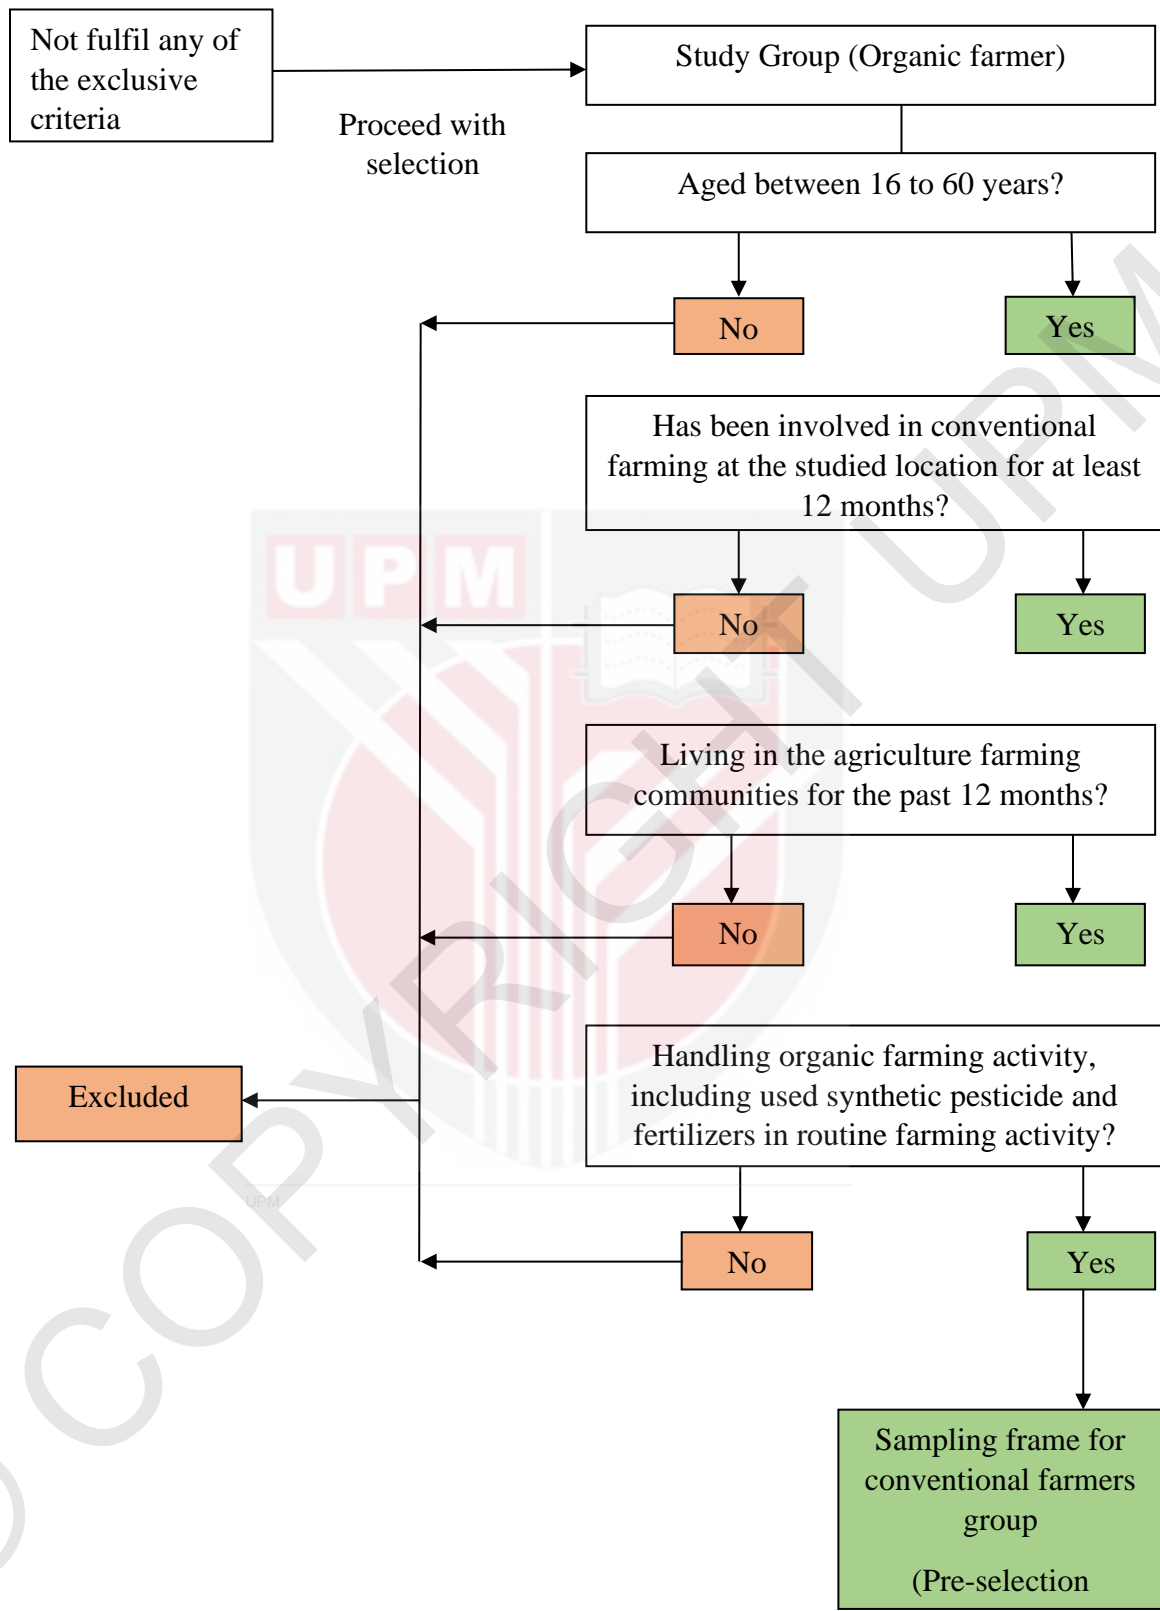 Not fulfil any of
the exclusive
criteria
Proceed with
selection
Study Group (Organic farmer)
Aged between 16 to 60 years?
No
Yes
Has been involved in conventional
farming at the studied location for at least
12 months?
No
Yes
Living in the agriculture farming
communities for the past 12 months?
No
Yes
Handling organic farming activity,
including used synthetic pesticide and
fertilizers in routine farming activity?
Excluded
No
Yes
Sampling frame for
conventional farmers
group
(Pre-selection
UPM
UPM
© COPYRIGHT UPM